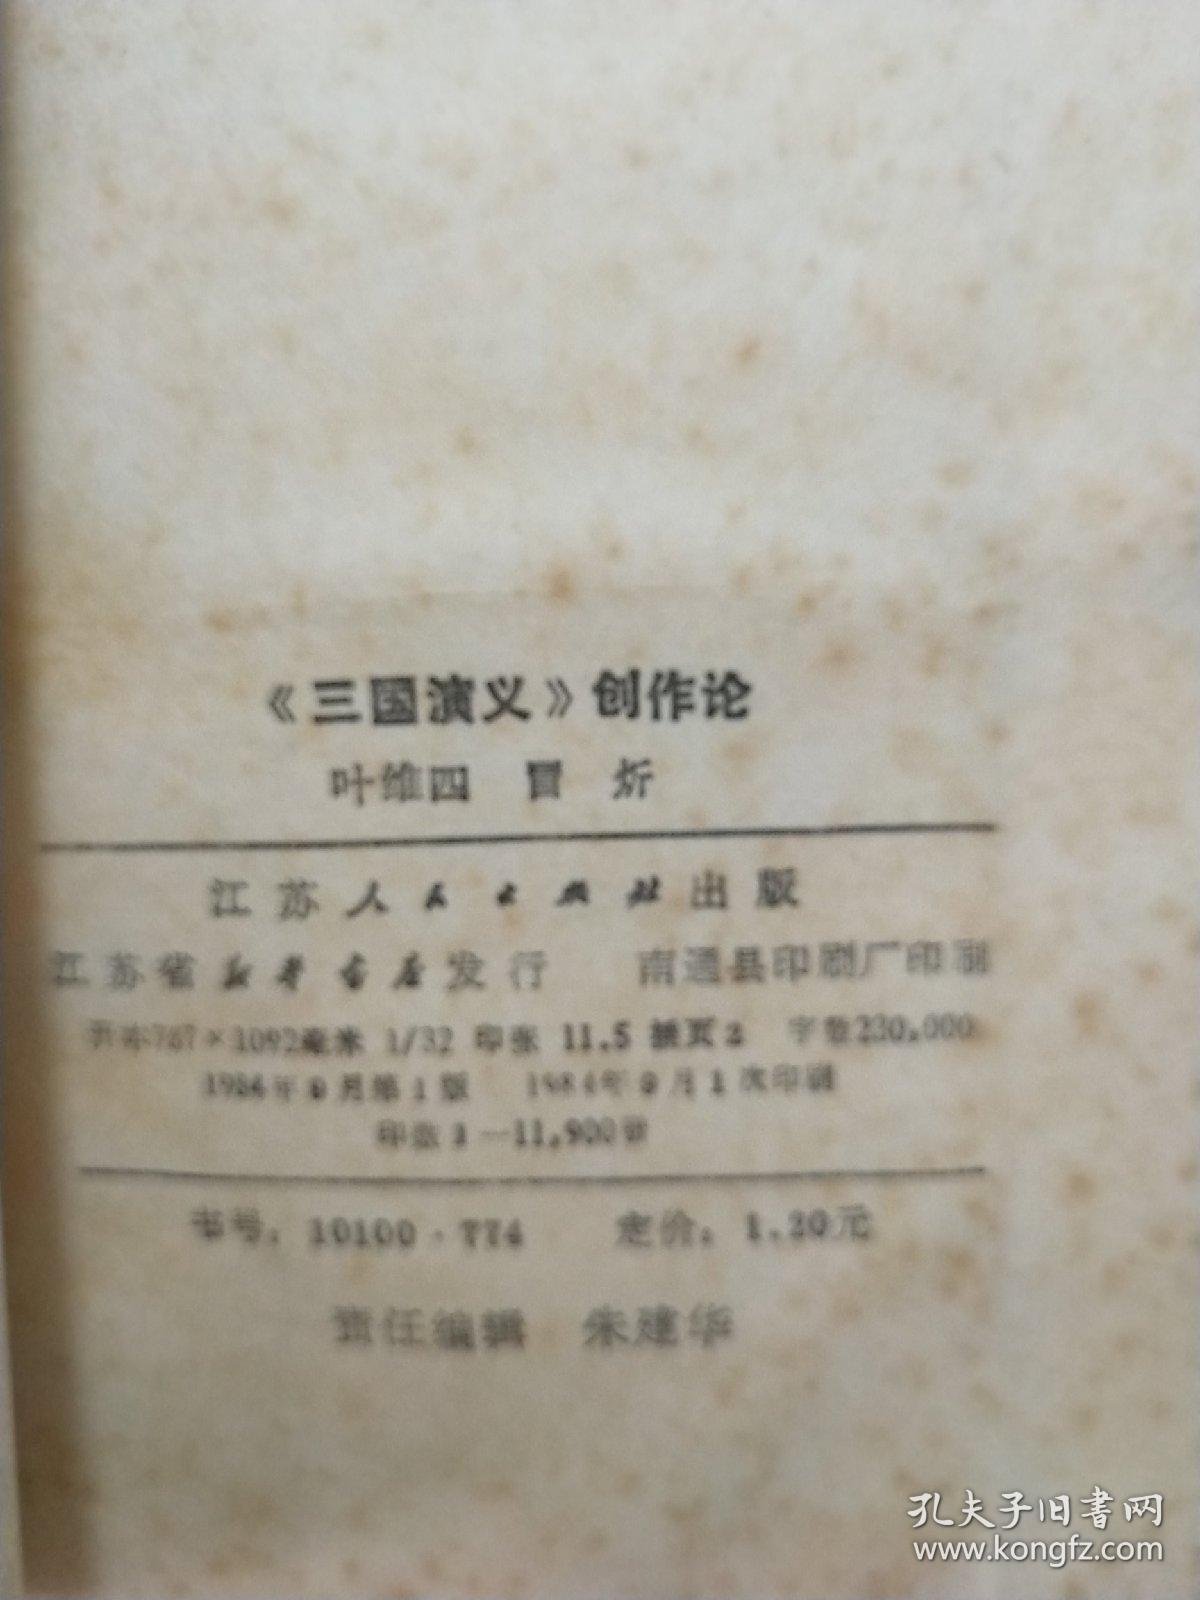 《三国演义》创作论
叶维四 冒 炘
江苏人民出版社出版
江苏省新华书店发行 南通县印刷厂印刷
开本787×1092毫米 1/32 印张 11.5 插页2 字数230,000
1984年9月第1版 1984年9月1次印刷
印数1—11,900册
书号：10100·774 定价：1.20元
责任编辑 朱建华
孔夫子旧书网
www.kongfz.com